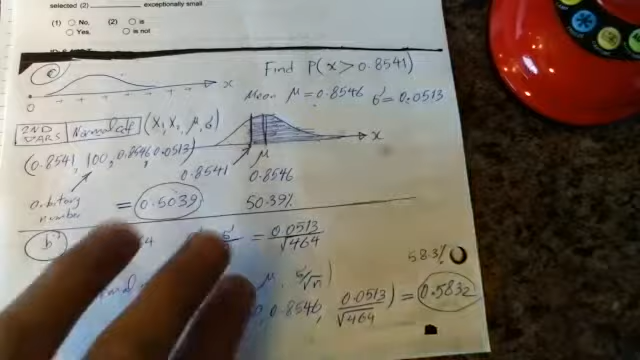 selected (2) exceptionally small
(1) No, (2) is
Yes. is not
a
x
0
Find P(x > 0.8541)
Mean μ = 0.8546 σ = 0.0513
2ND VARS Normalcdf (X₁, X₂, μ, σ)
x
(0.8541, 100, 0.8546, 0.0513)
0.8541 μ 0.8546
arbitrary number
= 0.5039 50.39%
b = 0.0513/√464
58.3%
μ, σ/√n)
0.8546, 0.0513/√464) = 0.5832